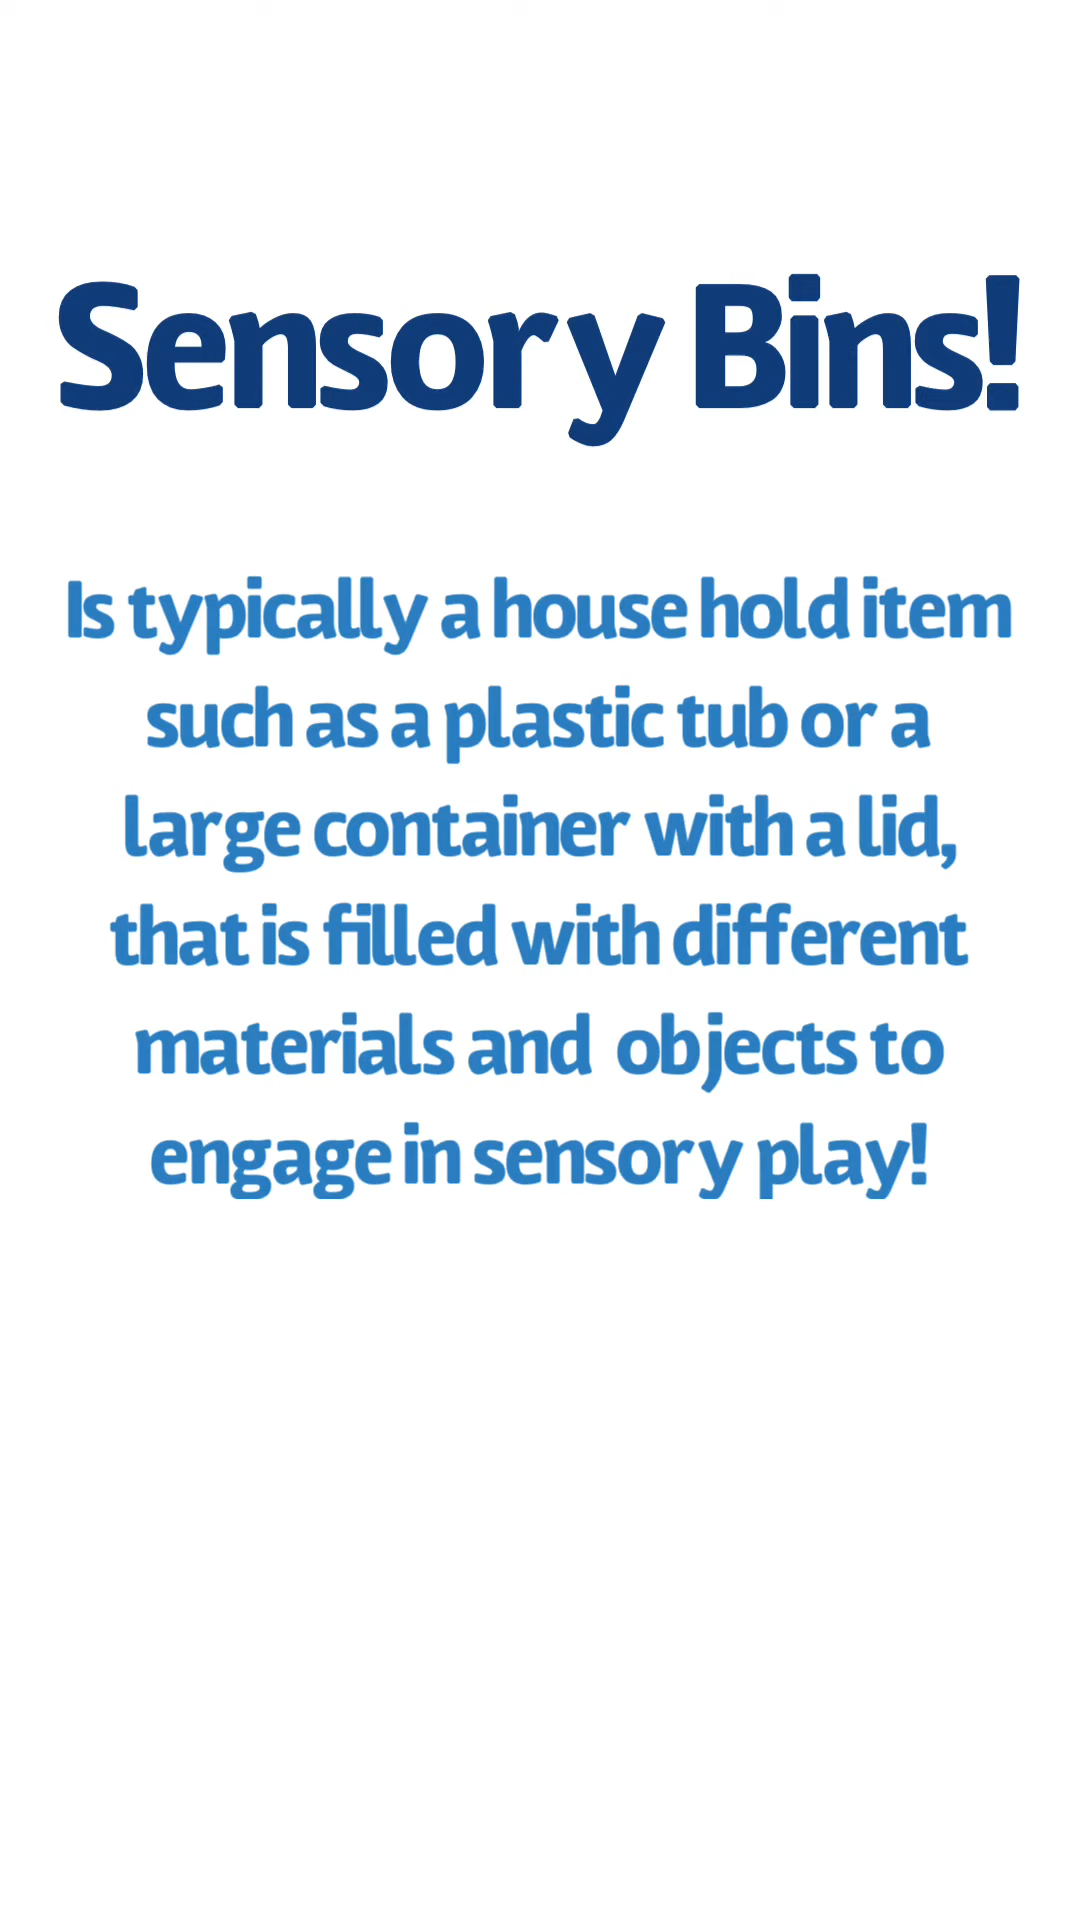 Sensory Bins!
Is typically a house hold item
such as a plastic tub or a
large container with a lid,
that is filled with different
materials and objects to
engage in sensory play!